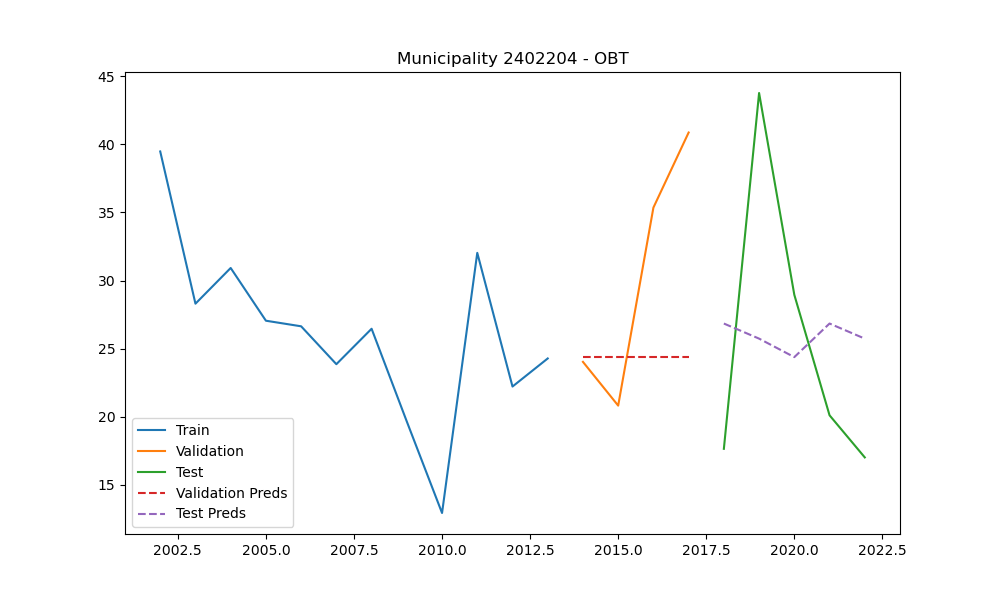 Municipality 2402204 - OBT
45
40
35
30
25
20
15
Train
Validation
Test
Validation Preds
Test Preds
2002.5 2005.0 2007.5 2010.0 2012.5 2015.0 2017.5 2020.0 2022.5